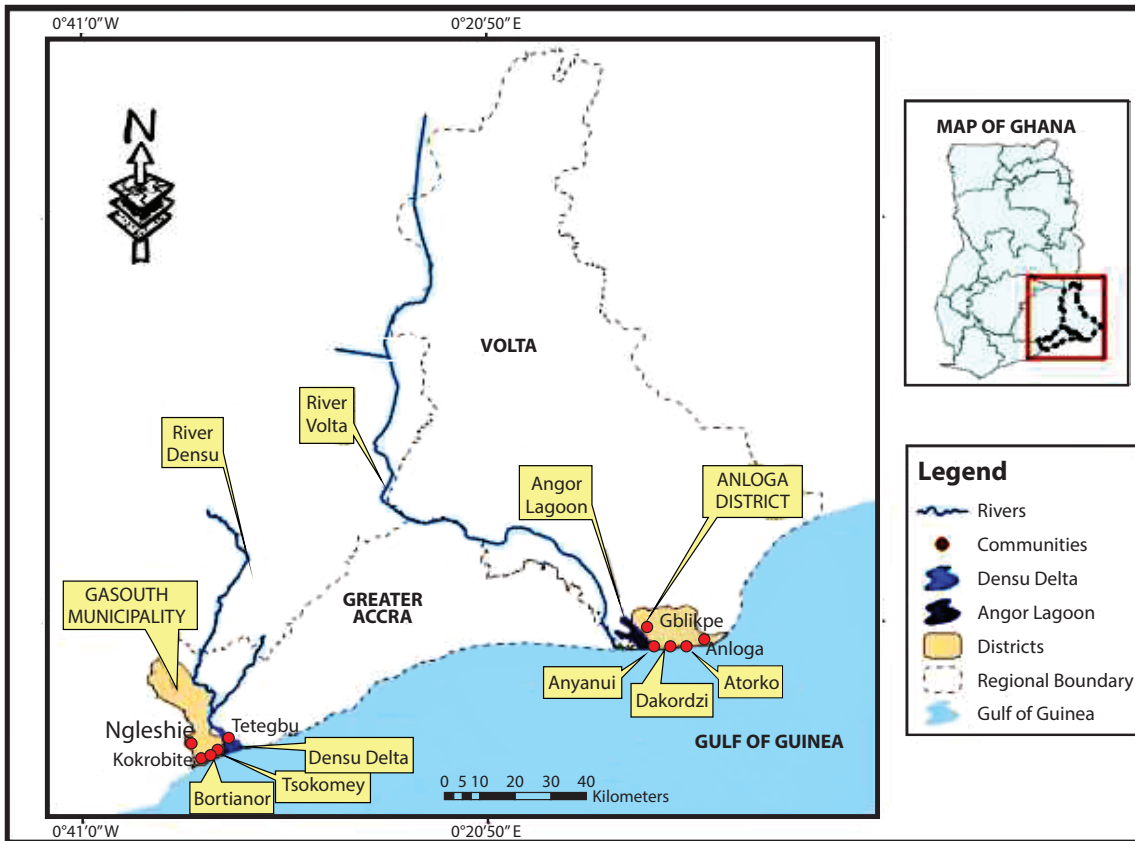 0°41′0″W
0°20′50″E
N
MAP OF GHANA
VOLTA
River
Volta
River
Densu
Angor
Lagoon
ANLOGA
DISTRICT
GASOUTH
MUNICIPALITY
GREATER
ACCRA
Gblikpe
Anloga
Anyanui
Dakordzi
Atorko
Ngleshie
Tetegbu
Kokrobite
Densu Delta
Tsokomey
Bortianor
GULF OF GUINEA
0 5 10 20 30 40
Kilometers
Legend
Rivers
Communities
Densu Delta
Angor Lagoon
Districts
Regional Boundary
Gulf of Guinea
0°41′0″W
0°20′50″E